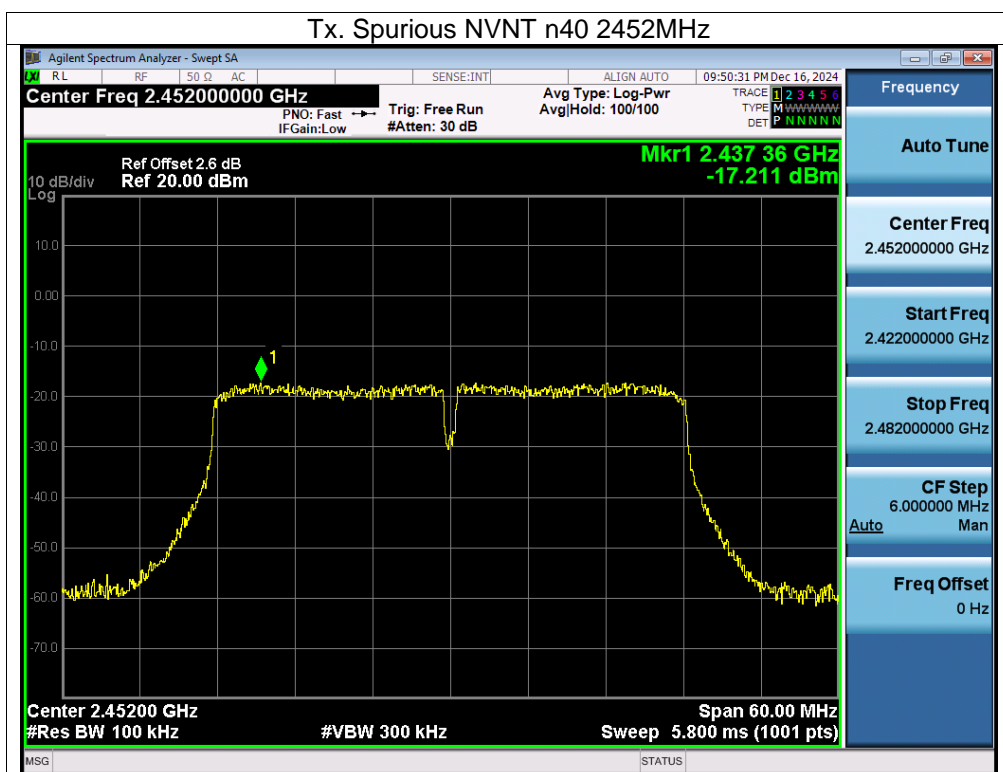 Tx. Spurious NVNT n40 2452MHz
Agilent Spectrum Analyzer - Swept SA
LXI RL RF 50 Ω AC SENSE:INT ALIGN AUTO 09:50:31 PM Dec 16, 2024
Center Freq 2.452000000 GHz
PNO: Fast
IFGain:Low
Trig: Free Run
#Atten: 30 dB
Avg Type: Log-Pwr
Avg|Hold: 100/100
TRACE 1 2 3 4 5 6
TYPE M WWWWW
DET P N N N N N
Ref Offset 2.6 dB
10 dB/div Ref 20.00 dBm
Log
Mkr1 2.437 36 GHz
-17.211 dBm
1
10.0
0.00
-10.0
-20.0
-30.0
-40.0
-50.0
-60.0
-70.0
Center 2.45200 GHz
Span 60.00 MHz
#Res BW 100 kHz
#VBW 300 kHz
Sweep 5.800 ms (1001 pts)
MSG
STATUS
Frequency
Auto Tune
Center Freq
2.452000000 GHz
Start Freq
2.422000000 GHz
Stop Freq
2.482000000 GHz
CF Step
6.000000 MHz
Auto Man
Freq Offset
0 Hz